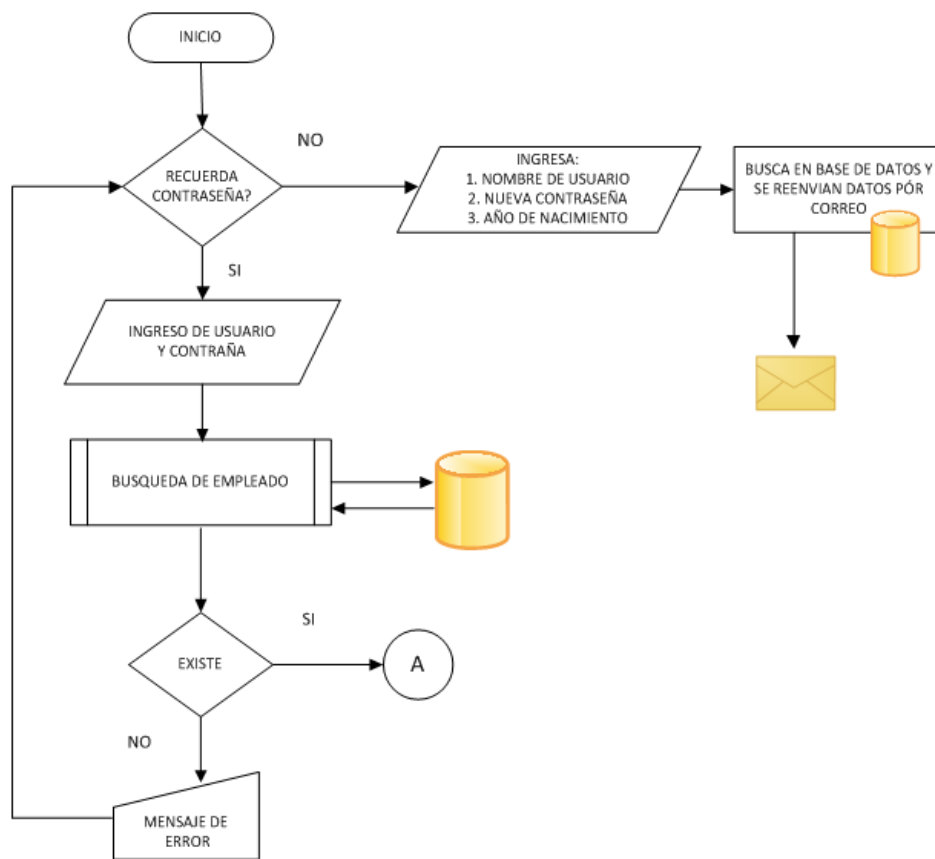 INICIO
NO
RECUERDA
CONTRASEÑA?
INGRESA:
1. NOMBRE DE USUARIO
2. NUEVA CONTRASEÑA
3. AÑO DE NACIMIENTO
BUSCA EN BASE DE DATOS Y
SE REENVIAN DATOS PÓR
CORREO
SI
INGRESO DE USUARIO
Y CONTRAÑA
BUSQUEDA DE EMPLEADO
SI
EXISTE
A
NO
MENSAJE DE
ERROR